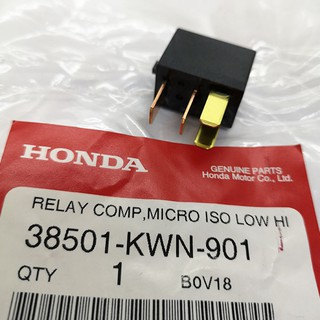 HONDA
GENUINE PARTS
Honda Motor Co., Ltd.
RELAY COMP,MICRO ISO LOW HI
38501-KWN-901
QTY 1 B0V18